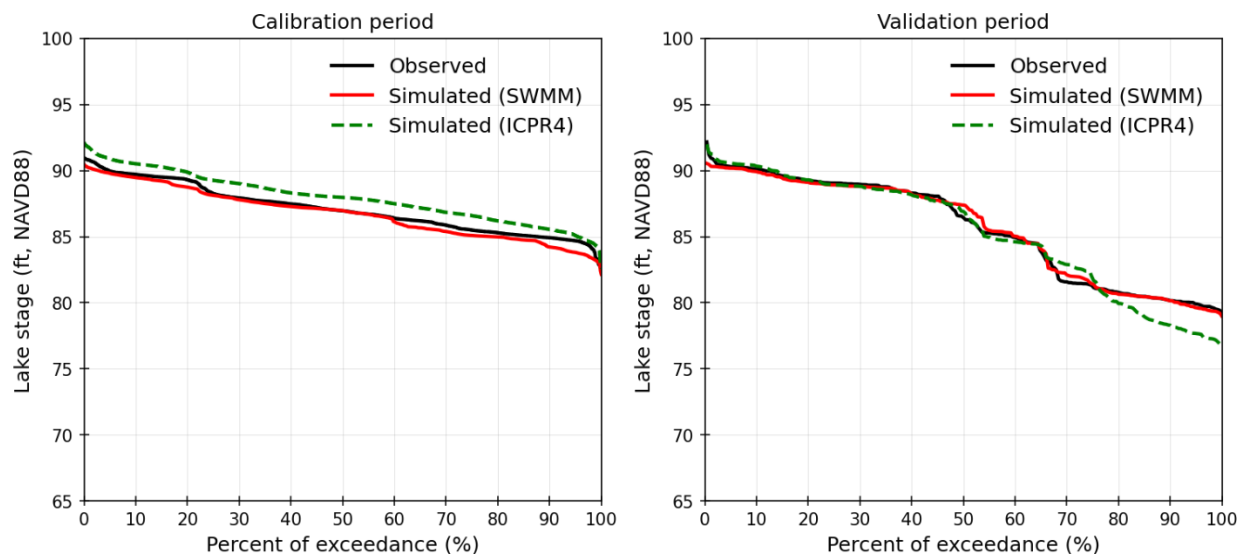 Calibration period
100
95
90
85
80
75
70
65
Lake stage (ft, NAVD88)
Observed
Simulated (SWMM)
Simulated (ICPR4)
0 10 20 30 40 50 60 70 80 90 100
Percent of exceedance (%)
Validation period
100
95
90
85
80
75
70
65
Lake stage (ft, NAVD88)
Observed
Simulated (SWMM)
Simulated (ICPR4)
0 10 20 30 40 50 60 70 80 90 100
Percent of exceedance (%)